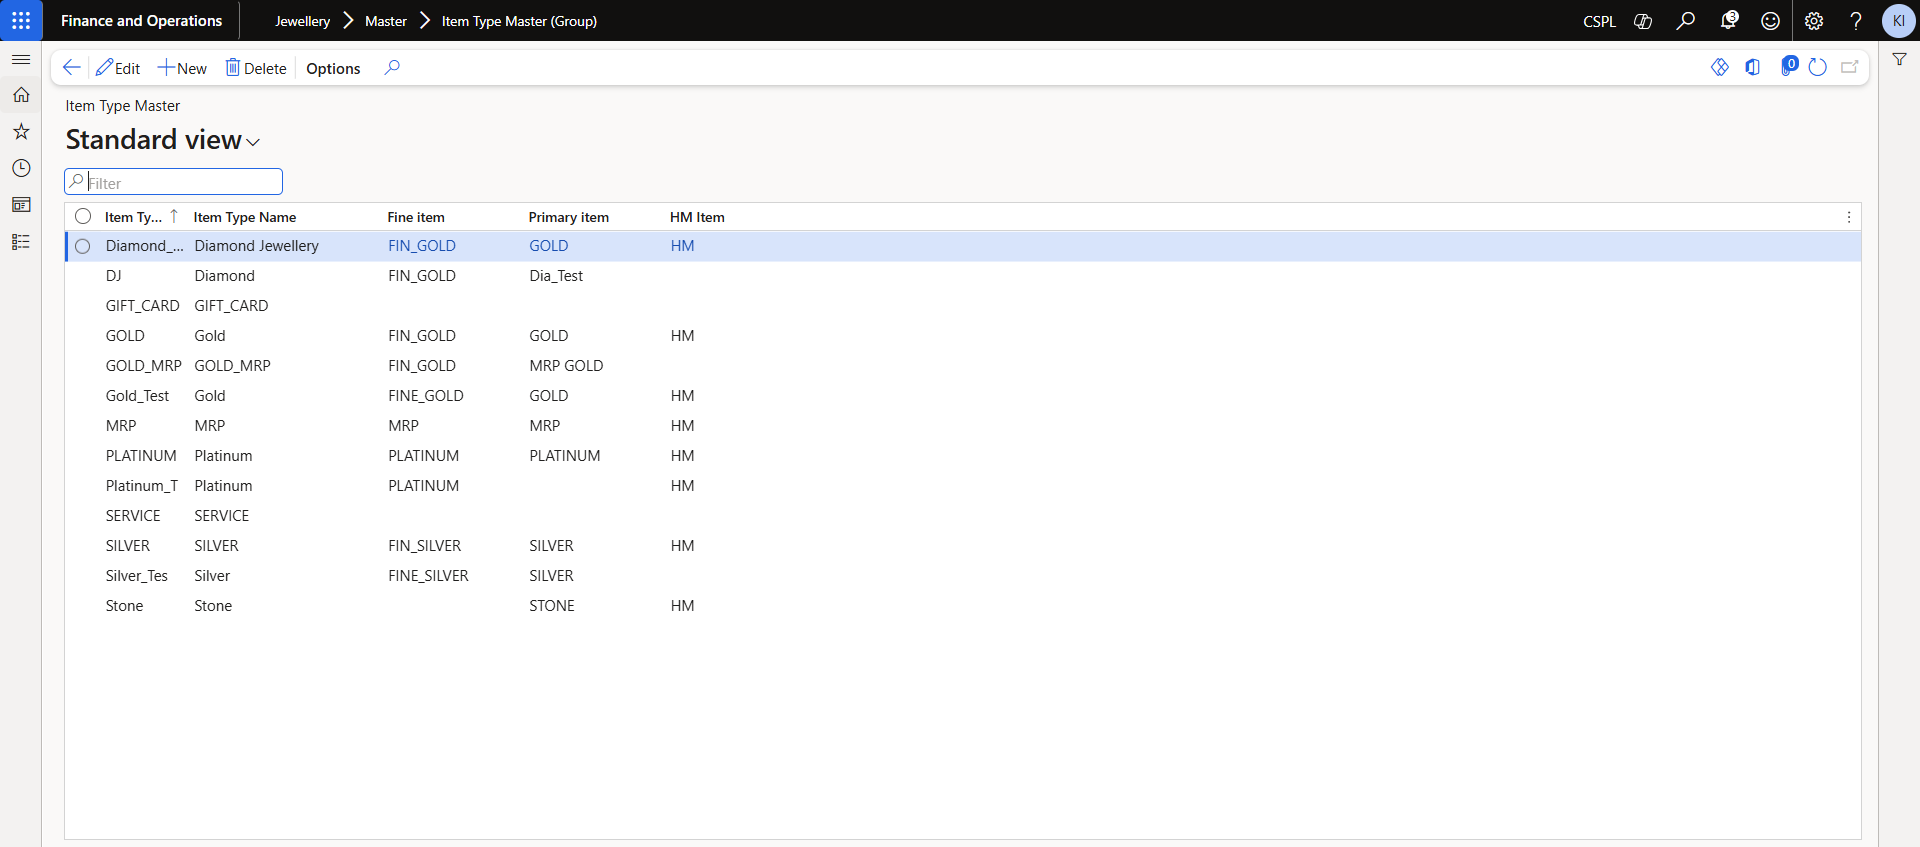 Finance and Operations Jewellery Master Item Type Master (Group) CSPL 3 KI
Edit New Delete Options 0
Item Type Master
Standard view
Filter
Item Ty... Item Type Name Fine item Primary item HM Item
Diamond_... Diamond Jewellery FIN_GOLD GOLD HM
DJ Diamond FIN_GOLD Dia_Test
GIFT_CARD GIFT_CARD
GOLD Gold FIN_GOLD GOLD HM
GOLD_MRP GOLD_MRP FIN_GOLD MRP GOLD
Gold_Test Gold FINE_GOLD GOLD HM
MRP MRP MRP MRP HM
PLATINUM Platinum PLATINUM PLATINUM HM
Platinum_T Platinum PLATINUM HM
SERVICE SERVICE
SILVER SILVER FIN_SILVER SILVER HM
Silver_Tes Silver FINE_SILVER SILVER
Stone Stone STONE HM